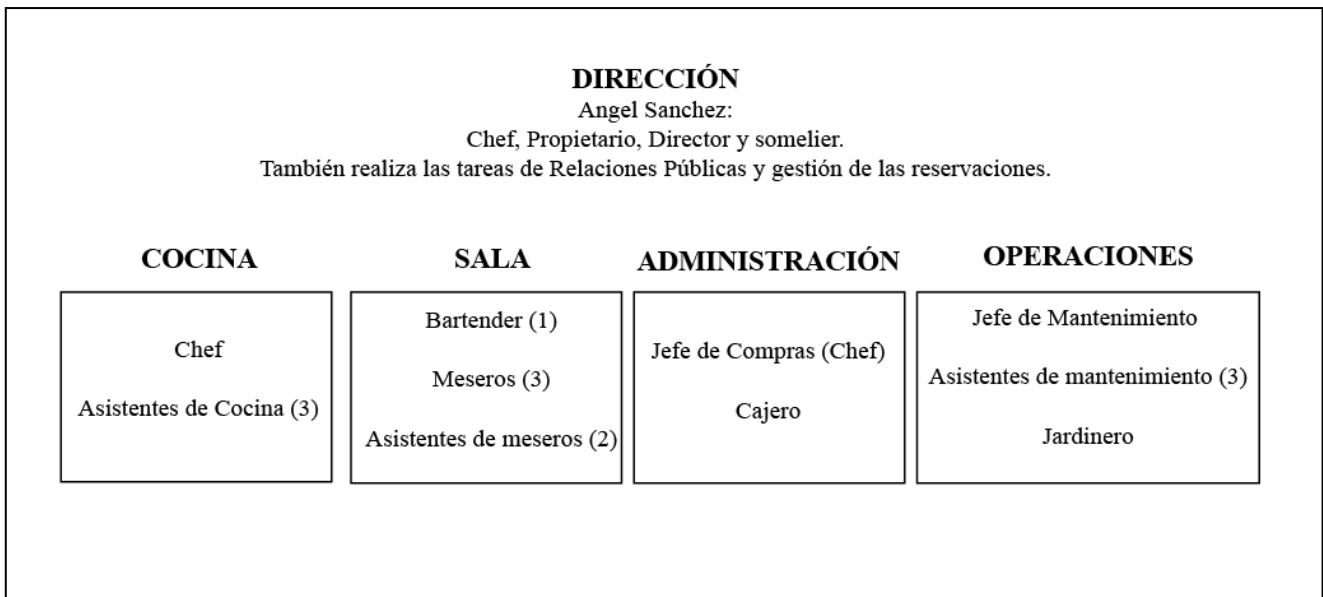 DIRECCIÓN
Angel Sanchez:
Chef, Propietario, Director y somelier.
También realiza las tareas de Relaciones Públicas y gestión de las reservaciones.
COCINA
Chef
Asistentes de Cocina (3)
SALA
Bartender (1)
Meseros (3)
Asistentes de meseros (2)
ADMINISTRACIÓN
Jefe de Compras (Chef)
Cajero
OPERACIONES
Jefe de Mantenimiento
Asistentes de mantenimiento (3)
Jardinero